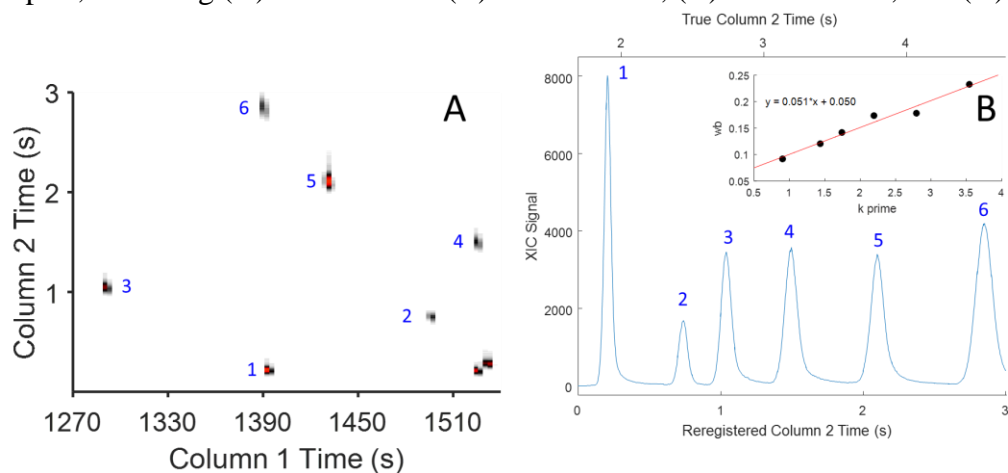 A
Column 2 Time (s)
3
2
1
6
5
4
3
2
1
1270 1330 1390 1450 1510
Column 1 Time (s)
True Column 2 Time (s)
2 3 4
B
XIC Signal
8000
6000
4000
2000
0
1
2
3
4
5
6
y = 0.051*x + 0.050
wb
0.25
0.2
0.15
0.1
0.05
0.5 1 1.5 2 2.5 3 3.5 4
k prime
0 1 2 3
Reregistered Column 2 Time (s)